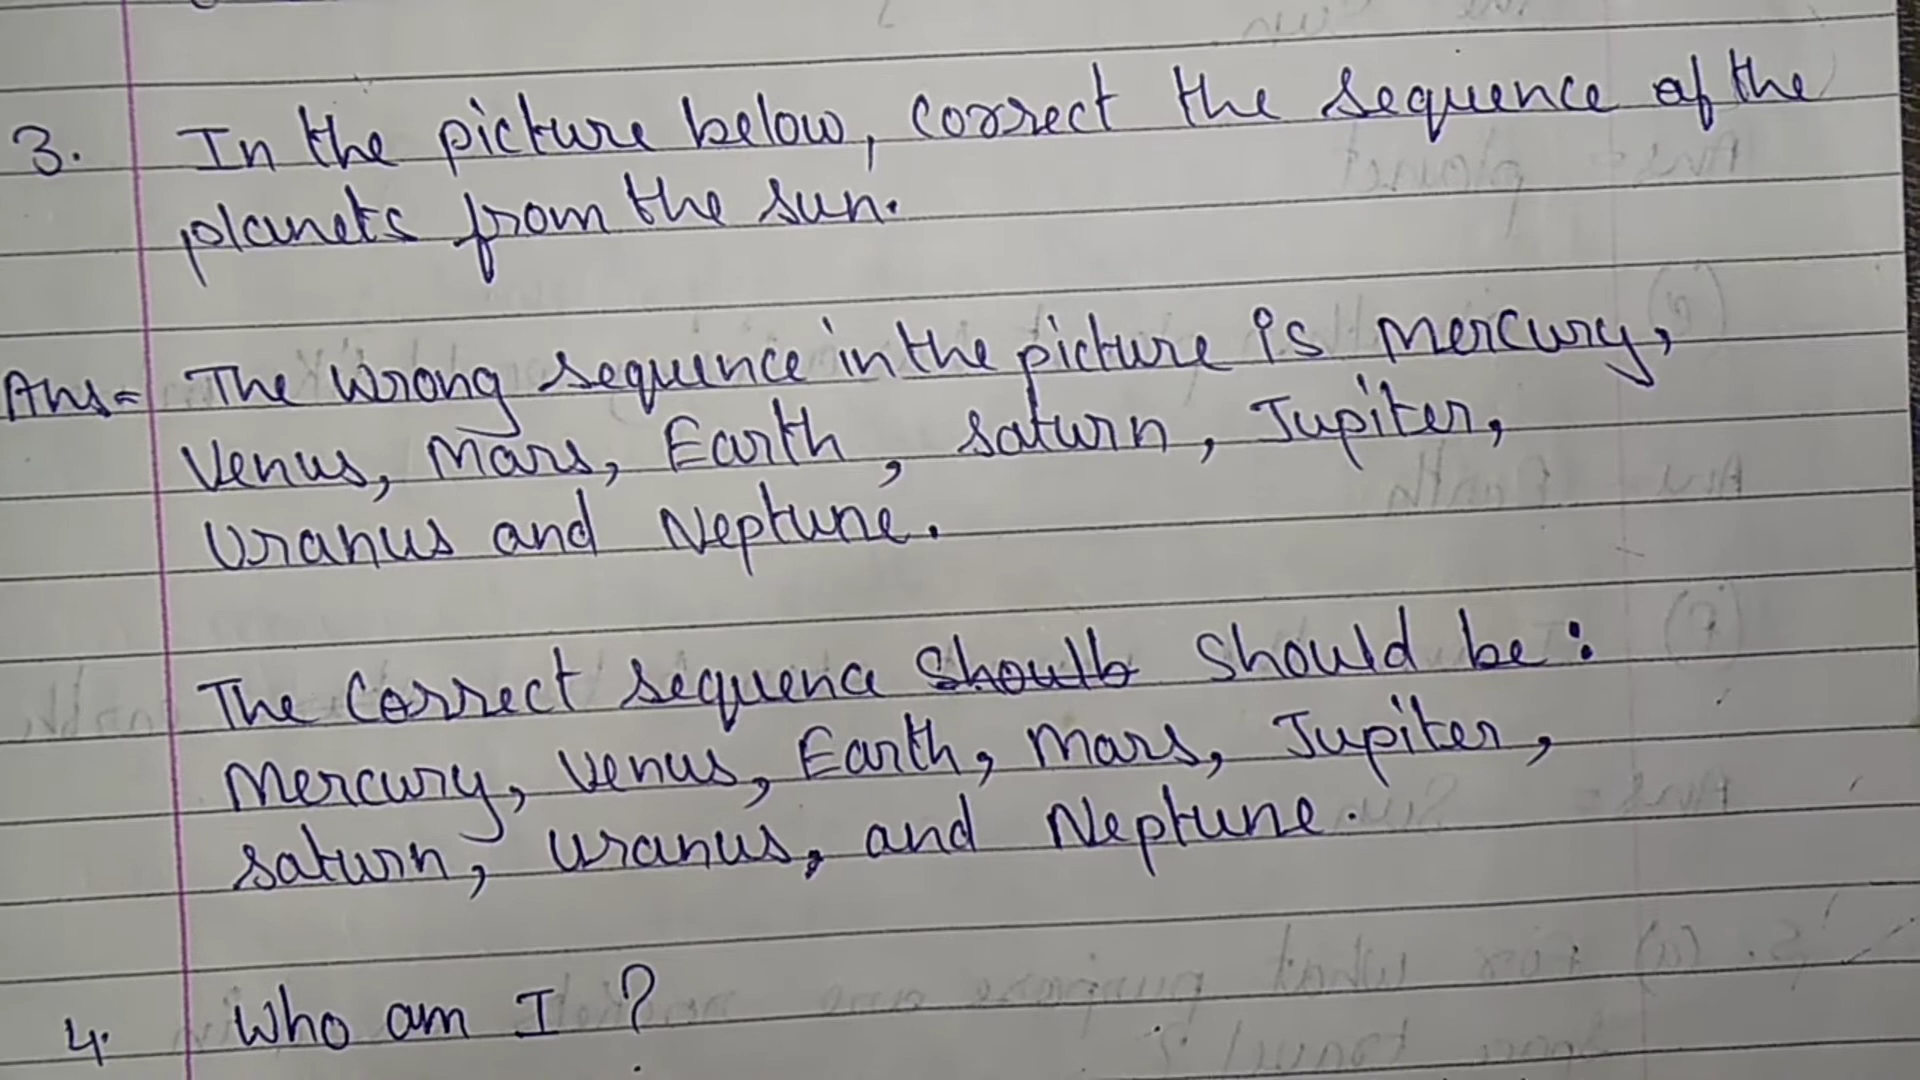 3. In the picture below, correct the sequence of the
planets from the sun.
Ans= The wrong sequence in the picture is Mercury,
Venus, Mars, Earth, saturn, Jupiter,
Uranus and Neptune.
The Correct sequence Shoulb Should be:
Mercury, Venus, Earth, Mars, Jupiter,
saturn, uranus, and Neptune.
4. Who am I ?